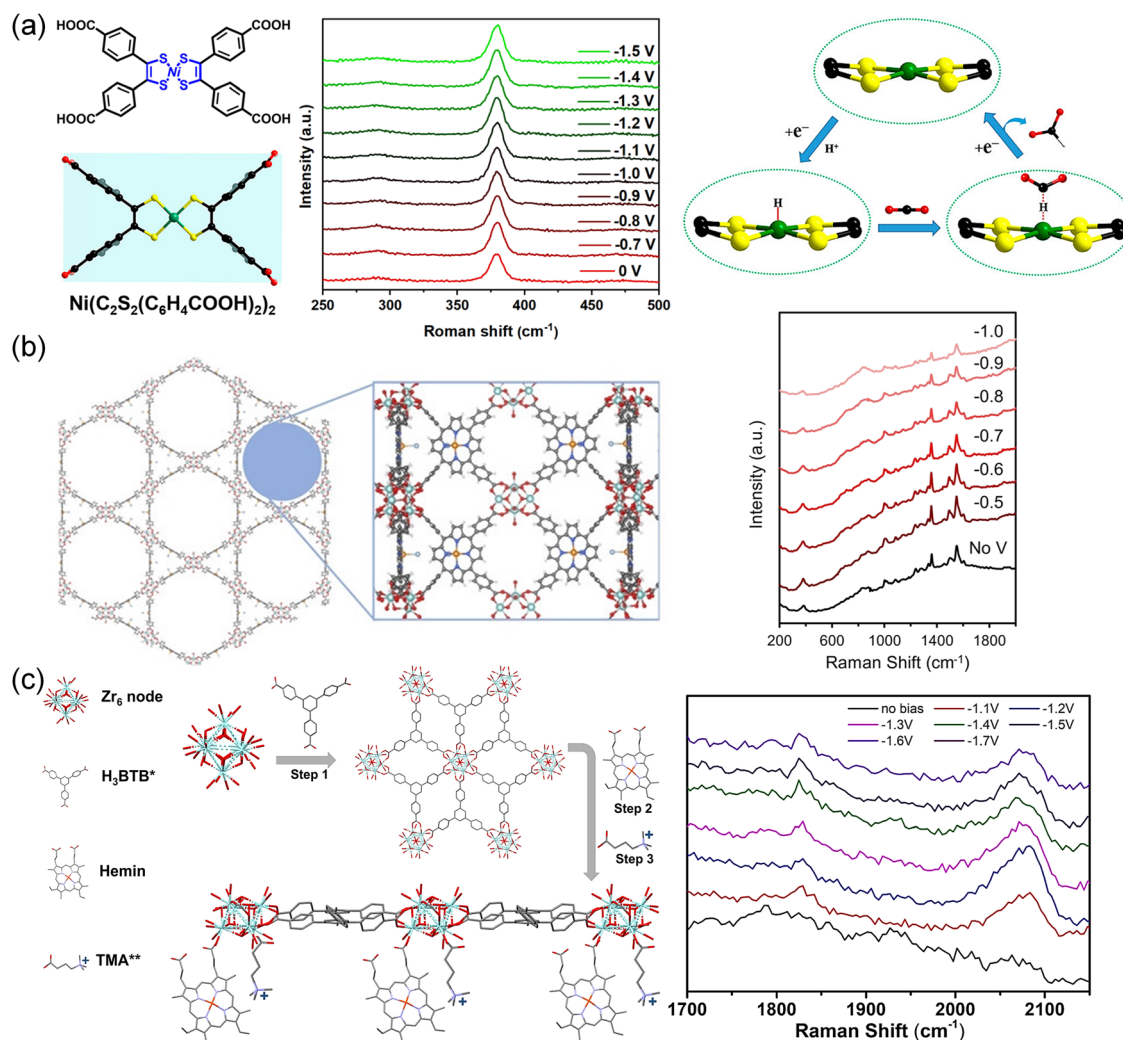 (a)
HOOC
COOH
S
S
Ni
S
S
HOOC
COOH
Ni(C₂S₂(C₆H₄COOH)₂)₂
Intensity (a.u.)
-1.5 V
-1.4 V
-1.3 V
-1.2 V
-1.1 V
-1.0 V
-0.9 V
-0.8 V
-0.7 V
0 V
250 300 350 400 450 500
Roman shift (cm⁻¹)
+e⁻
H⁺
+e⁻
H
H
(b)
Intensity (a.u.)
-1.0
-0.9
-0.8
-0.7
-0.6
-0.5
No V
200 600 1000 1400 1800
Raman Shift (cm⁻¹)
(c)
Zr₆ node
H₃BTB*
Hemin
TMA**
Step 1
Step 2
Step 3
+
+
+
+
+
Raman Intensity (a.u.)
no bias -1.1V -1.2V
-1.3V -1.4V -1.5V
-1.6V -1.7V
1700 1800 1900 2000 2100
Raman Shift (cm⁻¹)